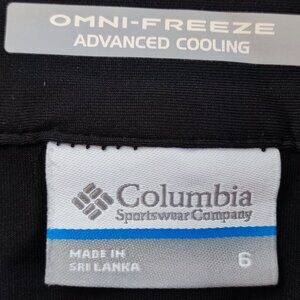 OMNI-FREEZE
ADVANCED COOLING
Columbia
Sportswear Company
MADE IN
SRI LANKA
6